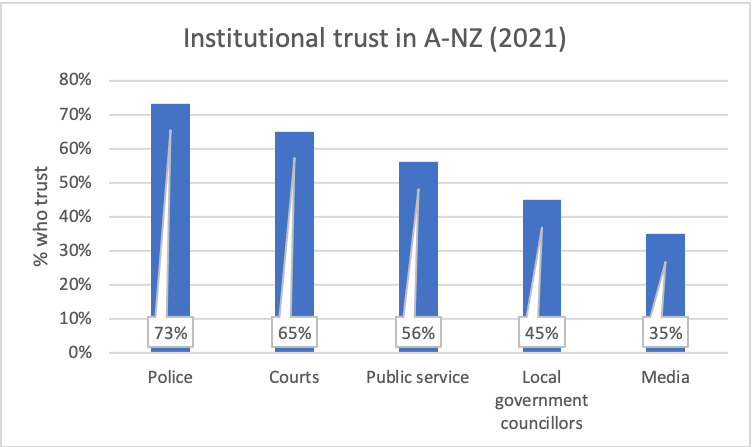 Institutional trust in A-NZ (2021)
% who trust
80%
70%
60%
50%
40%
30%
20%
10%
0%
73%
65%
56%
45%
35%
Police
Courts
Public service
Local
government
councillors
Media